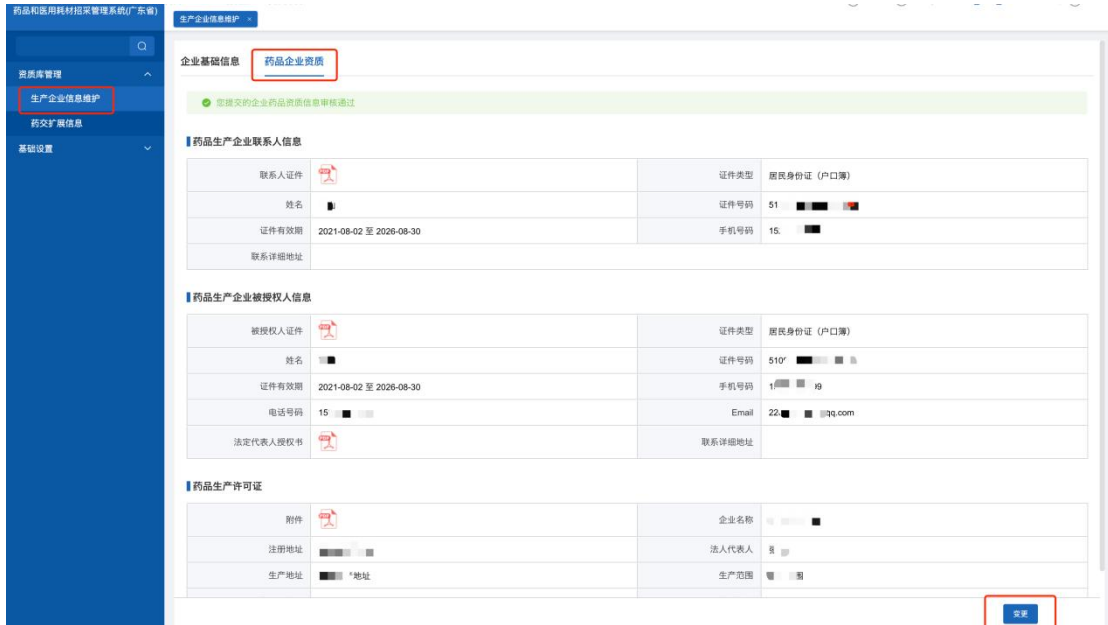 药品和医用耗材招采管理系统(广东省)
生产企业信息维护 ×
资质库管理
生产企业信息维护
药交扩展信息
基础设置
企业基础信息 药品企业资质
您提交的企业药品资质信息审核通过
药品生产企业联系人信息
联系人证件 证件类型 居民身份证（户口簿）
姓名 证件号码 51
证件有效期 2021-08-02 至 2026-08-30 手机号码 15
联系详细地址
药品生产企业被授权人信息
被授权人证件 证件类型 居民身份证（户口簿）
姓名 证件号码 510
证件有效期 2021-08-02 至 2026-08-30 手机号码 1
电话号码 15 Email 22 qq.com
法定代表人授权书 联系详细地址
药品生产许可证
附件 企业名称
注册地址 法人代表人
生产地址 地址 生产范围 围
变更